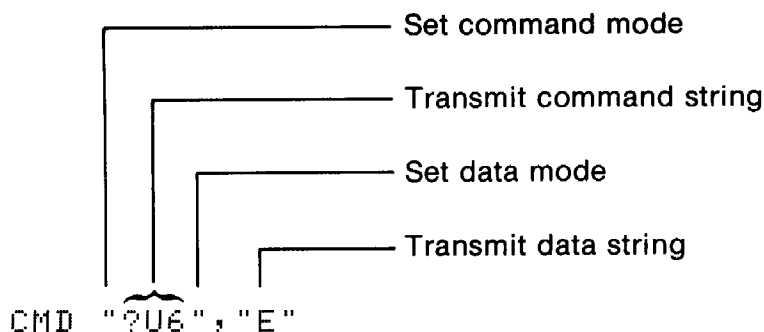 Set command mode
Transmit command string
Set data mode
Transmit data string
CMD "?U6","E"